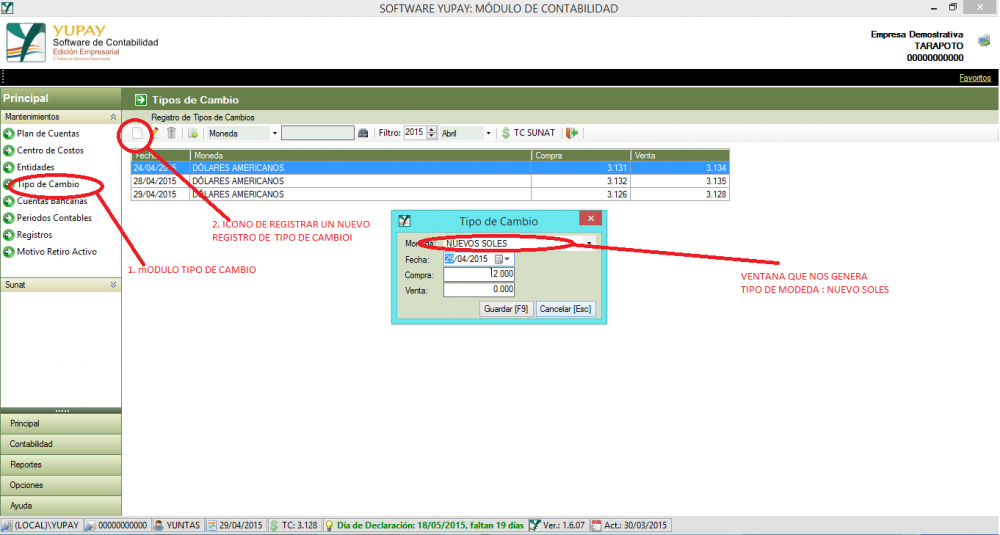 SOFTWARE YUPAY: MÓDULO DE CONTABILIDAD
YUPAY
Software de Contabilidad
Edición Empresarial
© Todos los Derechos Reservados
Empresa Demostrativa
TARAPOTO
00000000000
Favoritos
Principal
Tipos de Cambio
Mantenimientos
Registro de Tipos de Cambios
Plan de Cuentas
Centro de Costos
Entidades
Tipo de Cambio
Cuentas Bancarias
Periodos Contables
Registros
Motivo Retiro Activo
Sunat
Moneda
Filtro: 2015 Abril
TC SUNAT
Fecha Moneda Compra Venta
24/04/2015 DÓLARES AMERICANOS 3.131 3.134
28/04/2015 DÓLARES AMERICANOS 3.132 3.135
29/04/2015 DÓLARES AMERICANOS 3.126 3.128
2. ICONO DE REGISTRAR UN NUEVO
REGISTRO DE TIPO DE CAMBIOI
1. mODULO TIPO DE CAMBIO
Tipo de Cambio
Moneda: NUEVOS SOLES
Fecha: 29/04/2015
Compra: 2.000
Venta: 0.000
Guardar [F9] Cancelar [Esc]
VENTANA QUE NOS GENERA
TIPO DE MODEDA : NUEVO SOLES
Principal
Contabilidad
Reportes
Opciones
Ayuda
(LOCAL)\YUPAY 00000000000 YUNTAS 29/04/2015 TC: 3.128 Día de Declaración: 18/05/2015, faltan 19 días Ver.: 1.6.07 Act.: 30/03/2015